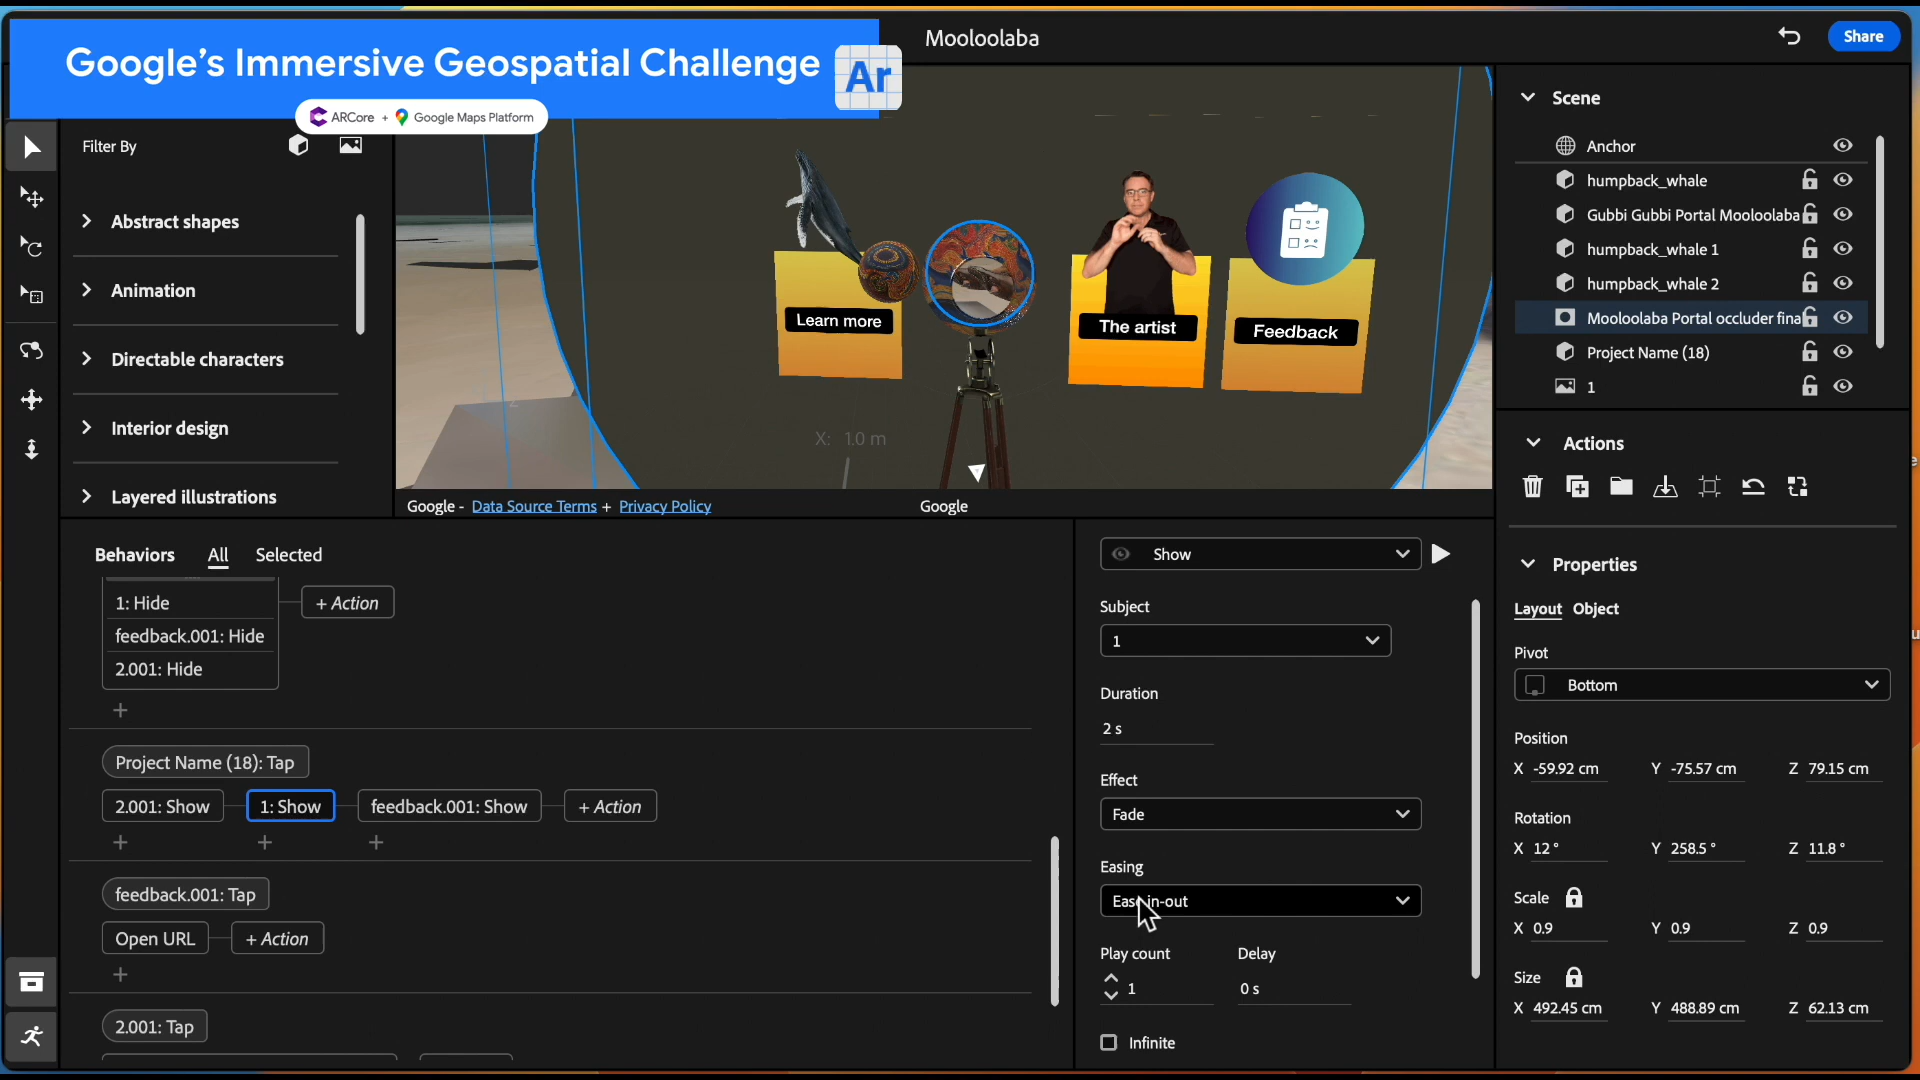 Google's Immersive Geospatial Challenge
Ar
ARCore + Google Maps Platform
Mooloolaba
Share
Filter By
Abstract shapes
Animation
Directable characters
Interior design
Layered illustrations
Learn more
The artist
Feedback
X: 1.0 m
Google - Data Source Terms + Privacy Policy
Google
Scene
Anchor
humpback_whale
Gubbi Gubbi Portal Mooloolaba
humpback_whale 1
humpback_whale 2
Mooloolaba Portal occluder fina
Project Name (18)
1
Actions
Behaviors All Selected
1: Hide
+ Action
feedback.001: Hide
2.001: Hide
+
Project Name (18): Tap
2.001: Show
1: Show
feedback.001: Show
+ Action
+ + +
feedback.001: Tap
Open URL
+ Action
+
2.001: Tap
Show
Subject
1
Duration
2 s
Effect
Fade
Easing
Ease in-out
Play count Delay
1 0 s
Infinite
Properties
Layout Object
Pivot
Bottom
Position
X -59.92 cm Y -75.57 cm Z 79.15 cm
Rotation
X 12 ° Y 258.5 ° Z 11.8 °
Scale
X 0.9 Y 0.9 Z 0.9
Size
X 492.45 cm Y 488.89 cm Z 62.13 cm